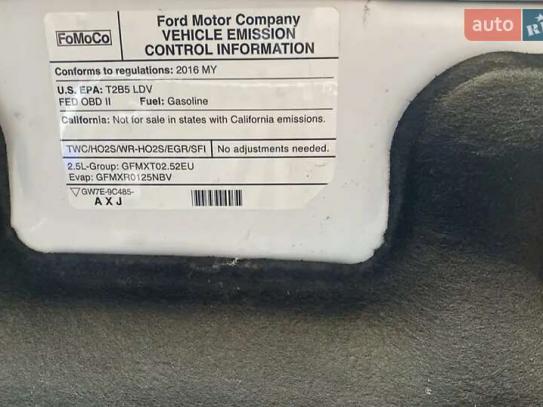 auto
FoMoCo
Ford Motor Company
VEHICLE EMISSION
CONTROL INFORMATION
Conforms to regulations: 2016 MY
U.S. EPA: T2B5 LDV
FED OBD II Fuel: Gasoline
California: Not for sale in states with California emissions.
TWC/HO2S/WR-HO2S/EGR/SFI No adjustments needed.
2.5L-Group: GFMXT02.52EU
Evap: GFMXR0125NBV
GW7E-9C485-
A X J